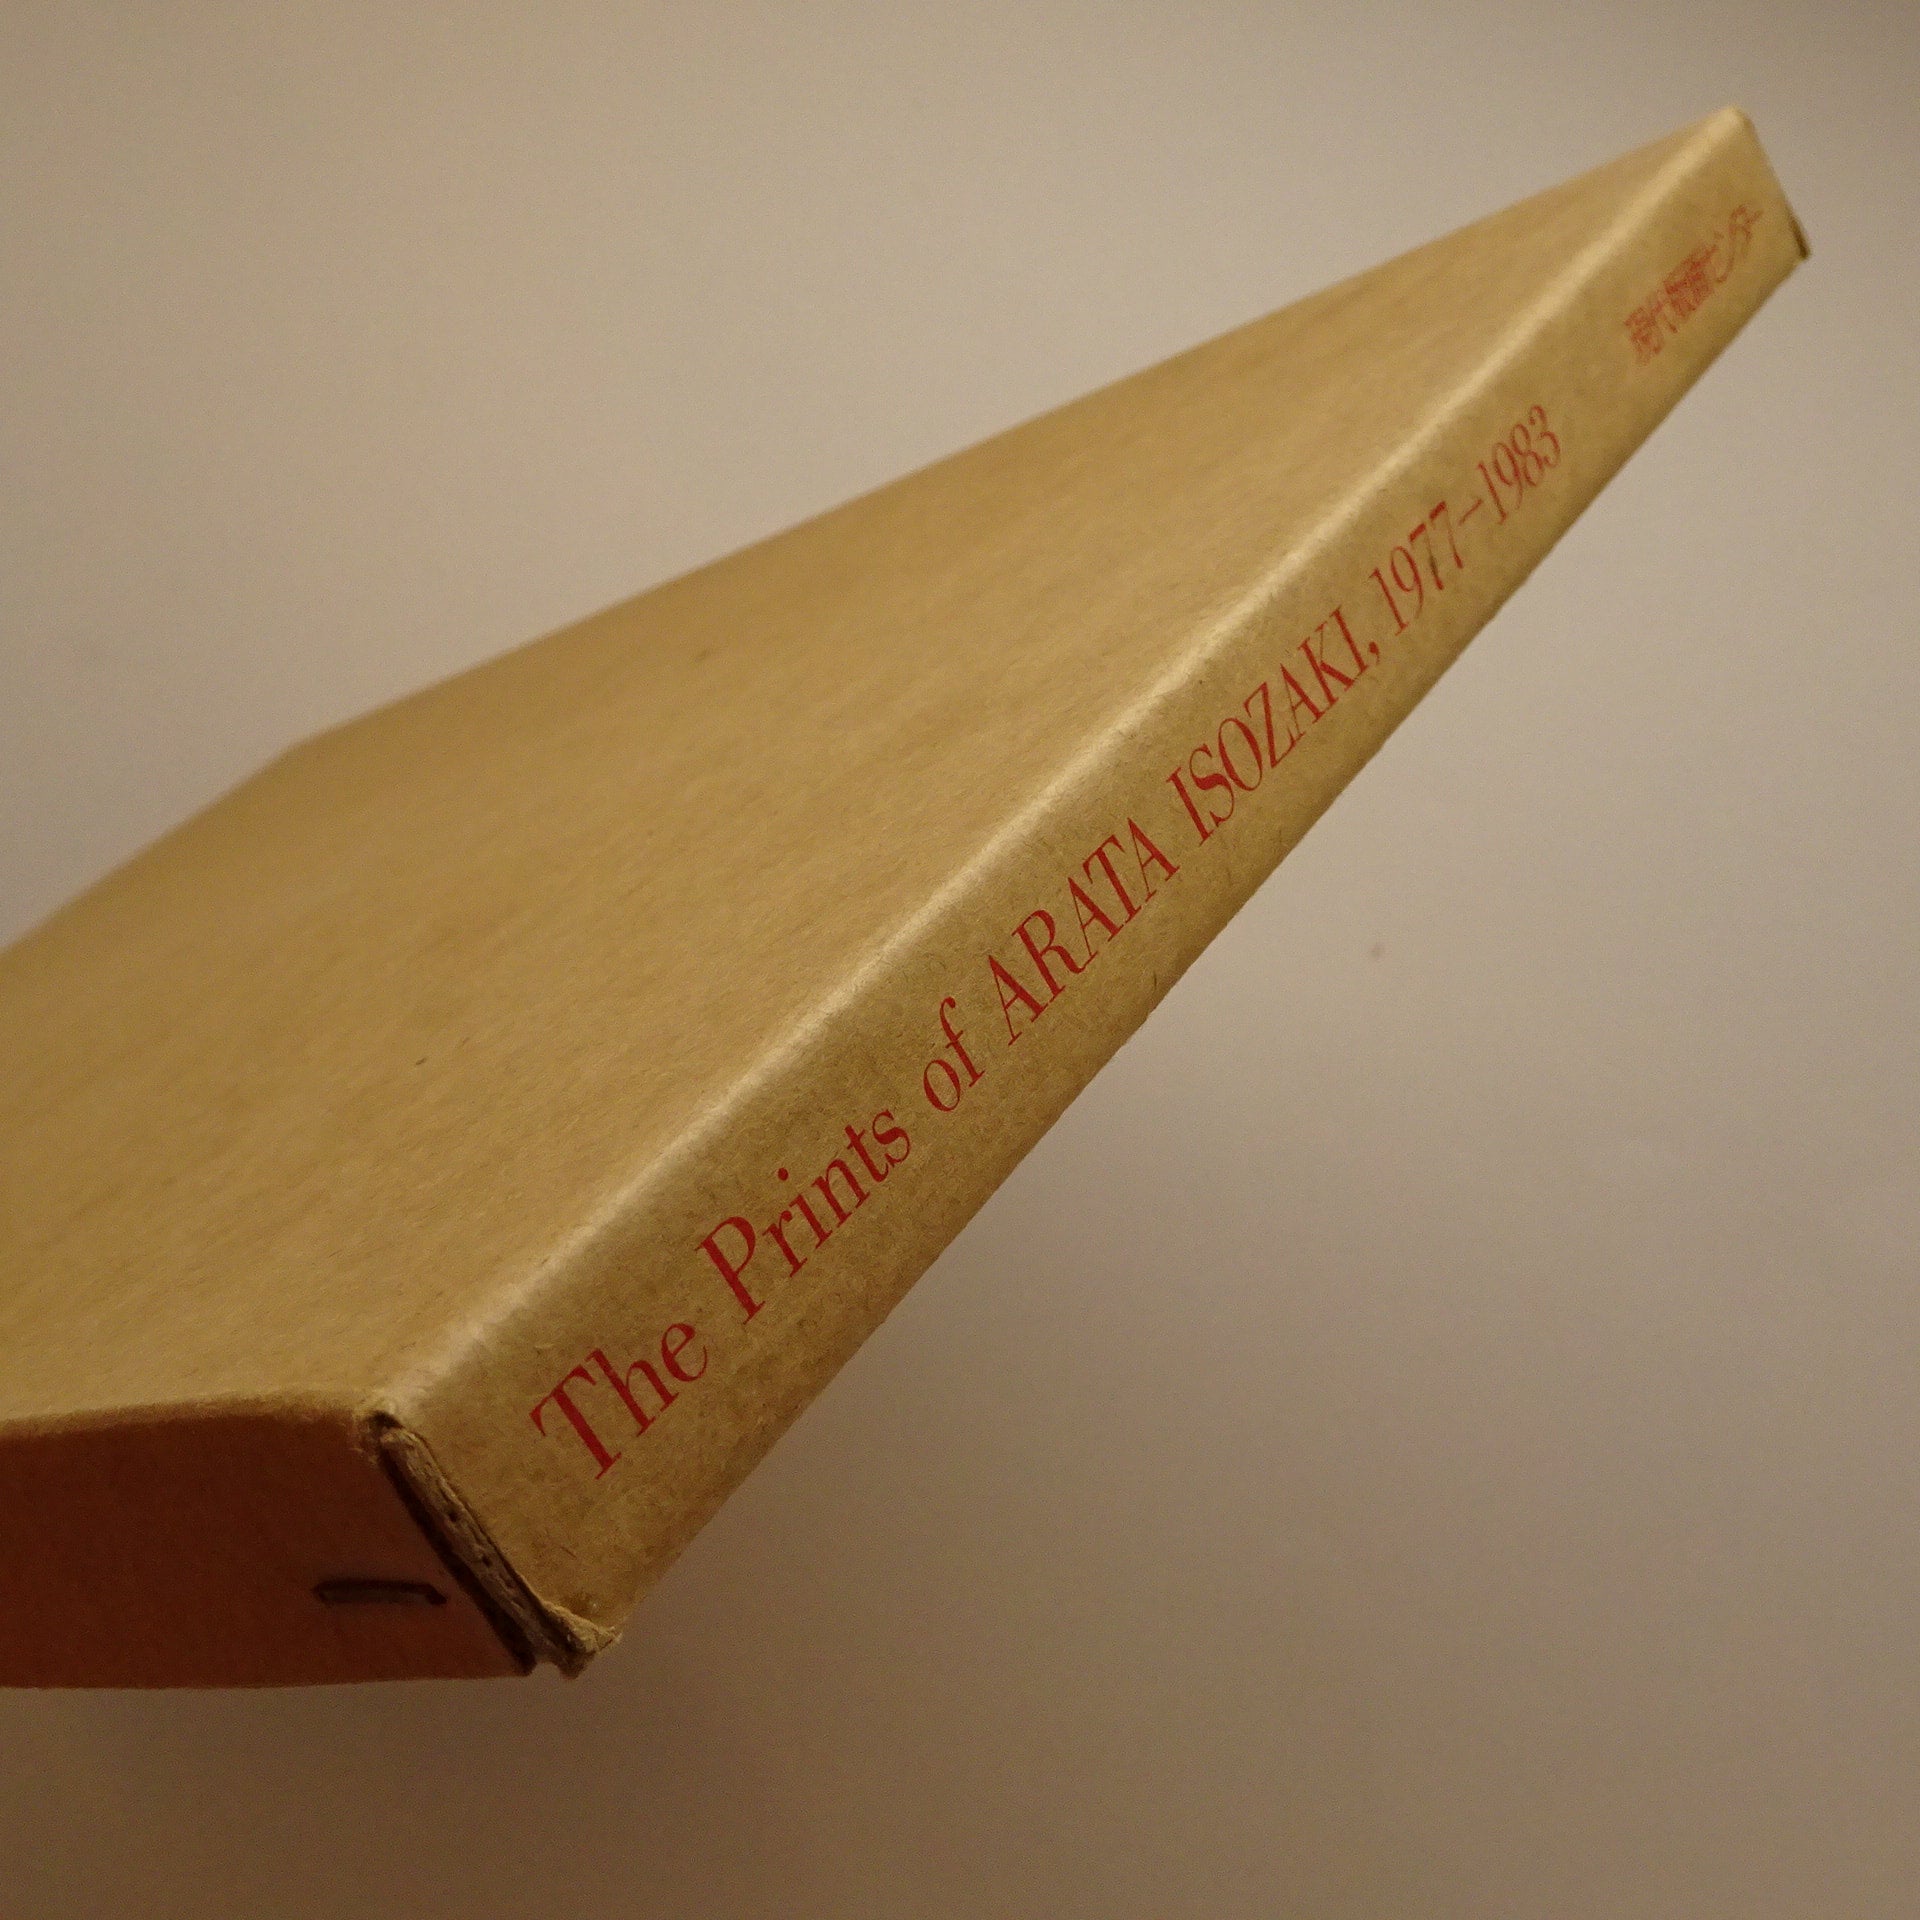 The Prints of ARATA ISOZAKI, 1977–1983
現代版画センター